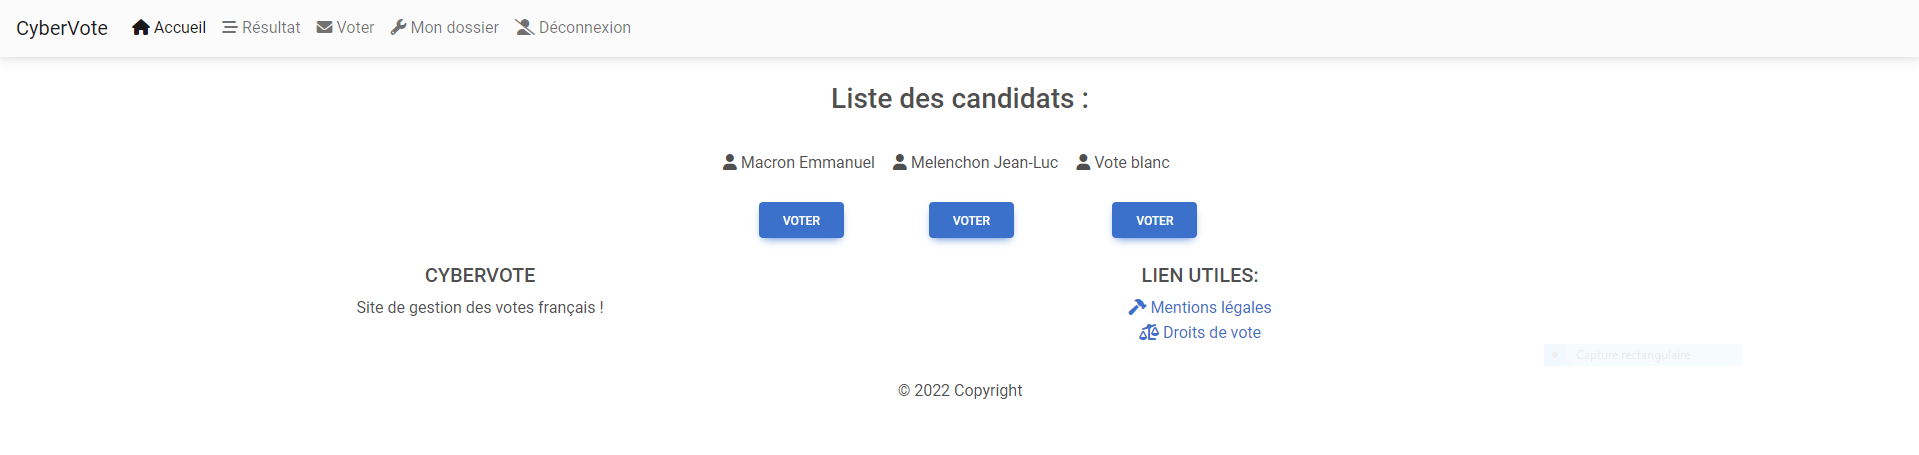 CyberVote Accueil Résultat Voter Mon dossier Déconnexion
Liste des candidats :
Macron Emmanuel Melenchon Jean-Luc Vote blanc
VOTER VOTER VOTER
CYBERVOTE
Site de gestion des votes français !
LIEN UTILES:
Mentions légales
Droits de vote
Capture rectangulaire
© 2022 Copyright